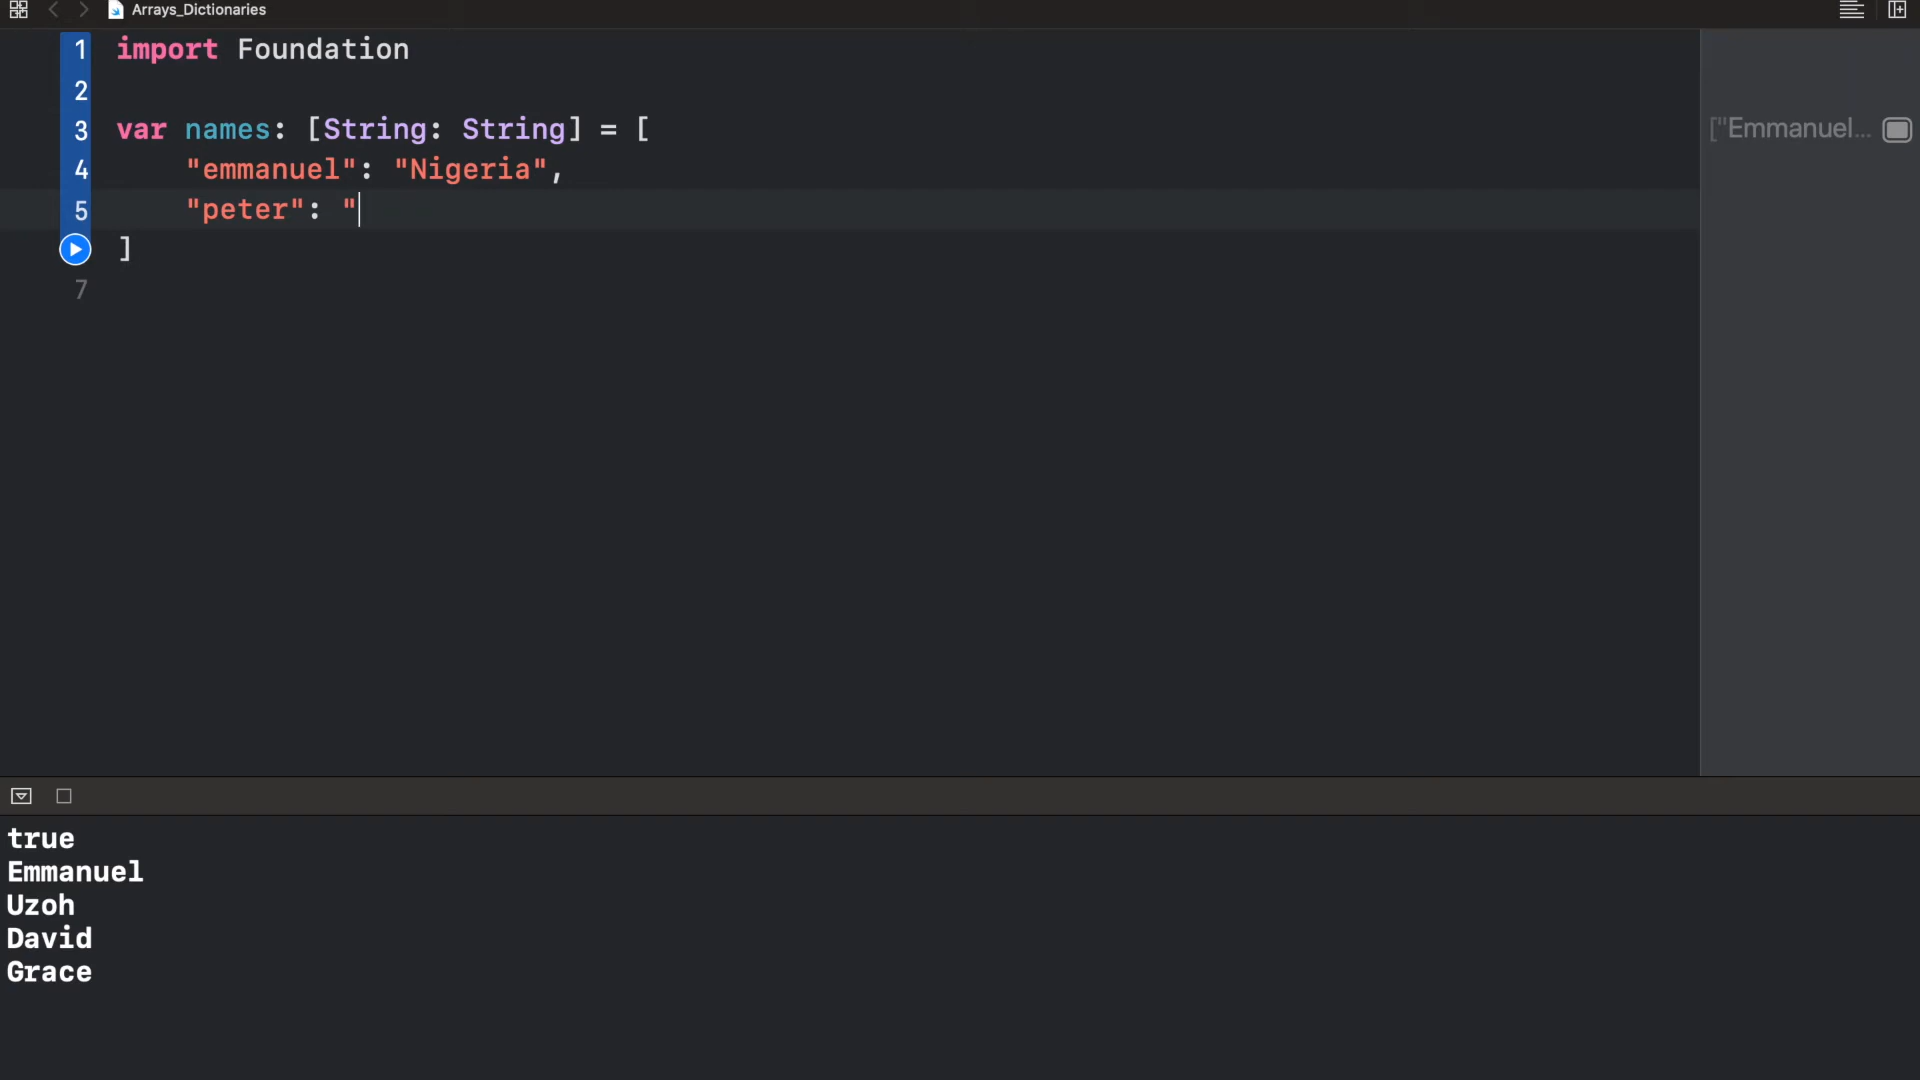 Arrays_Dictionaries
1 import Foundation
2
3 var names: [String: String] = [
["Emmanuel...
4 "emmanuel": "Nigeria",
5 "peter": "
]
7
true
Emmanuel
Uzoh
David
Grace